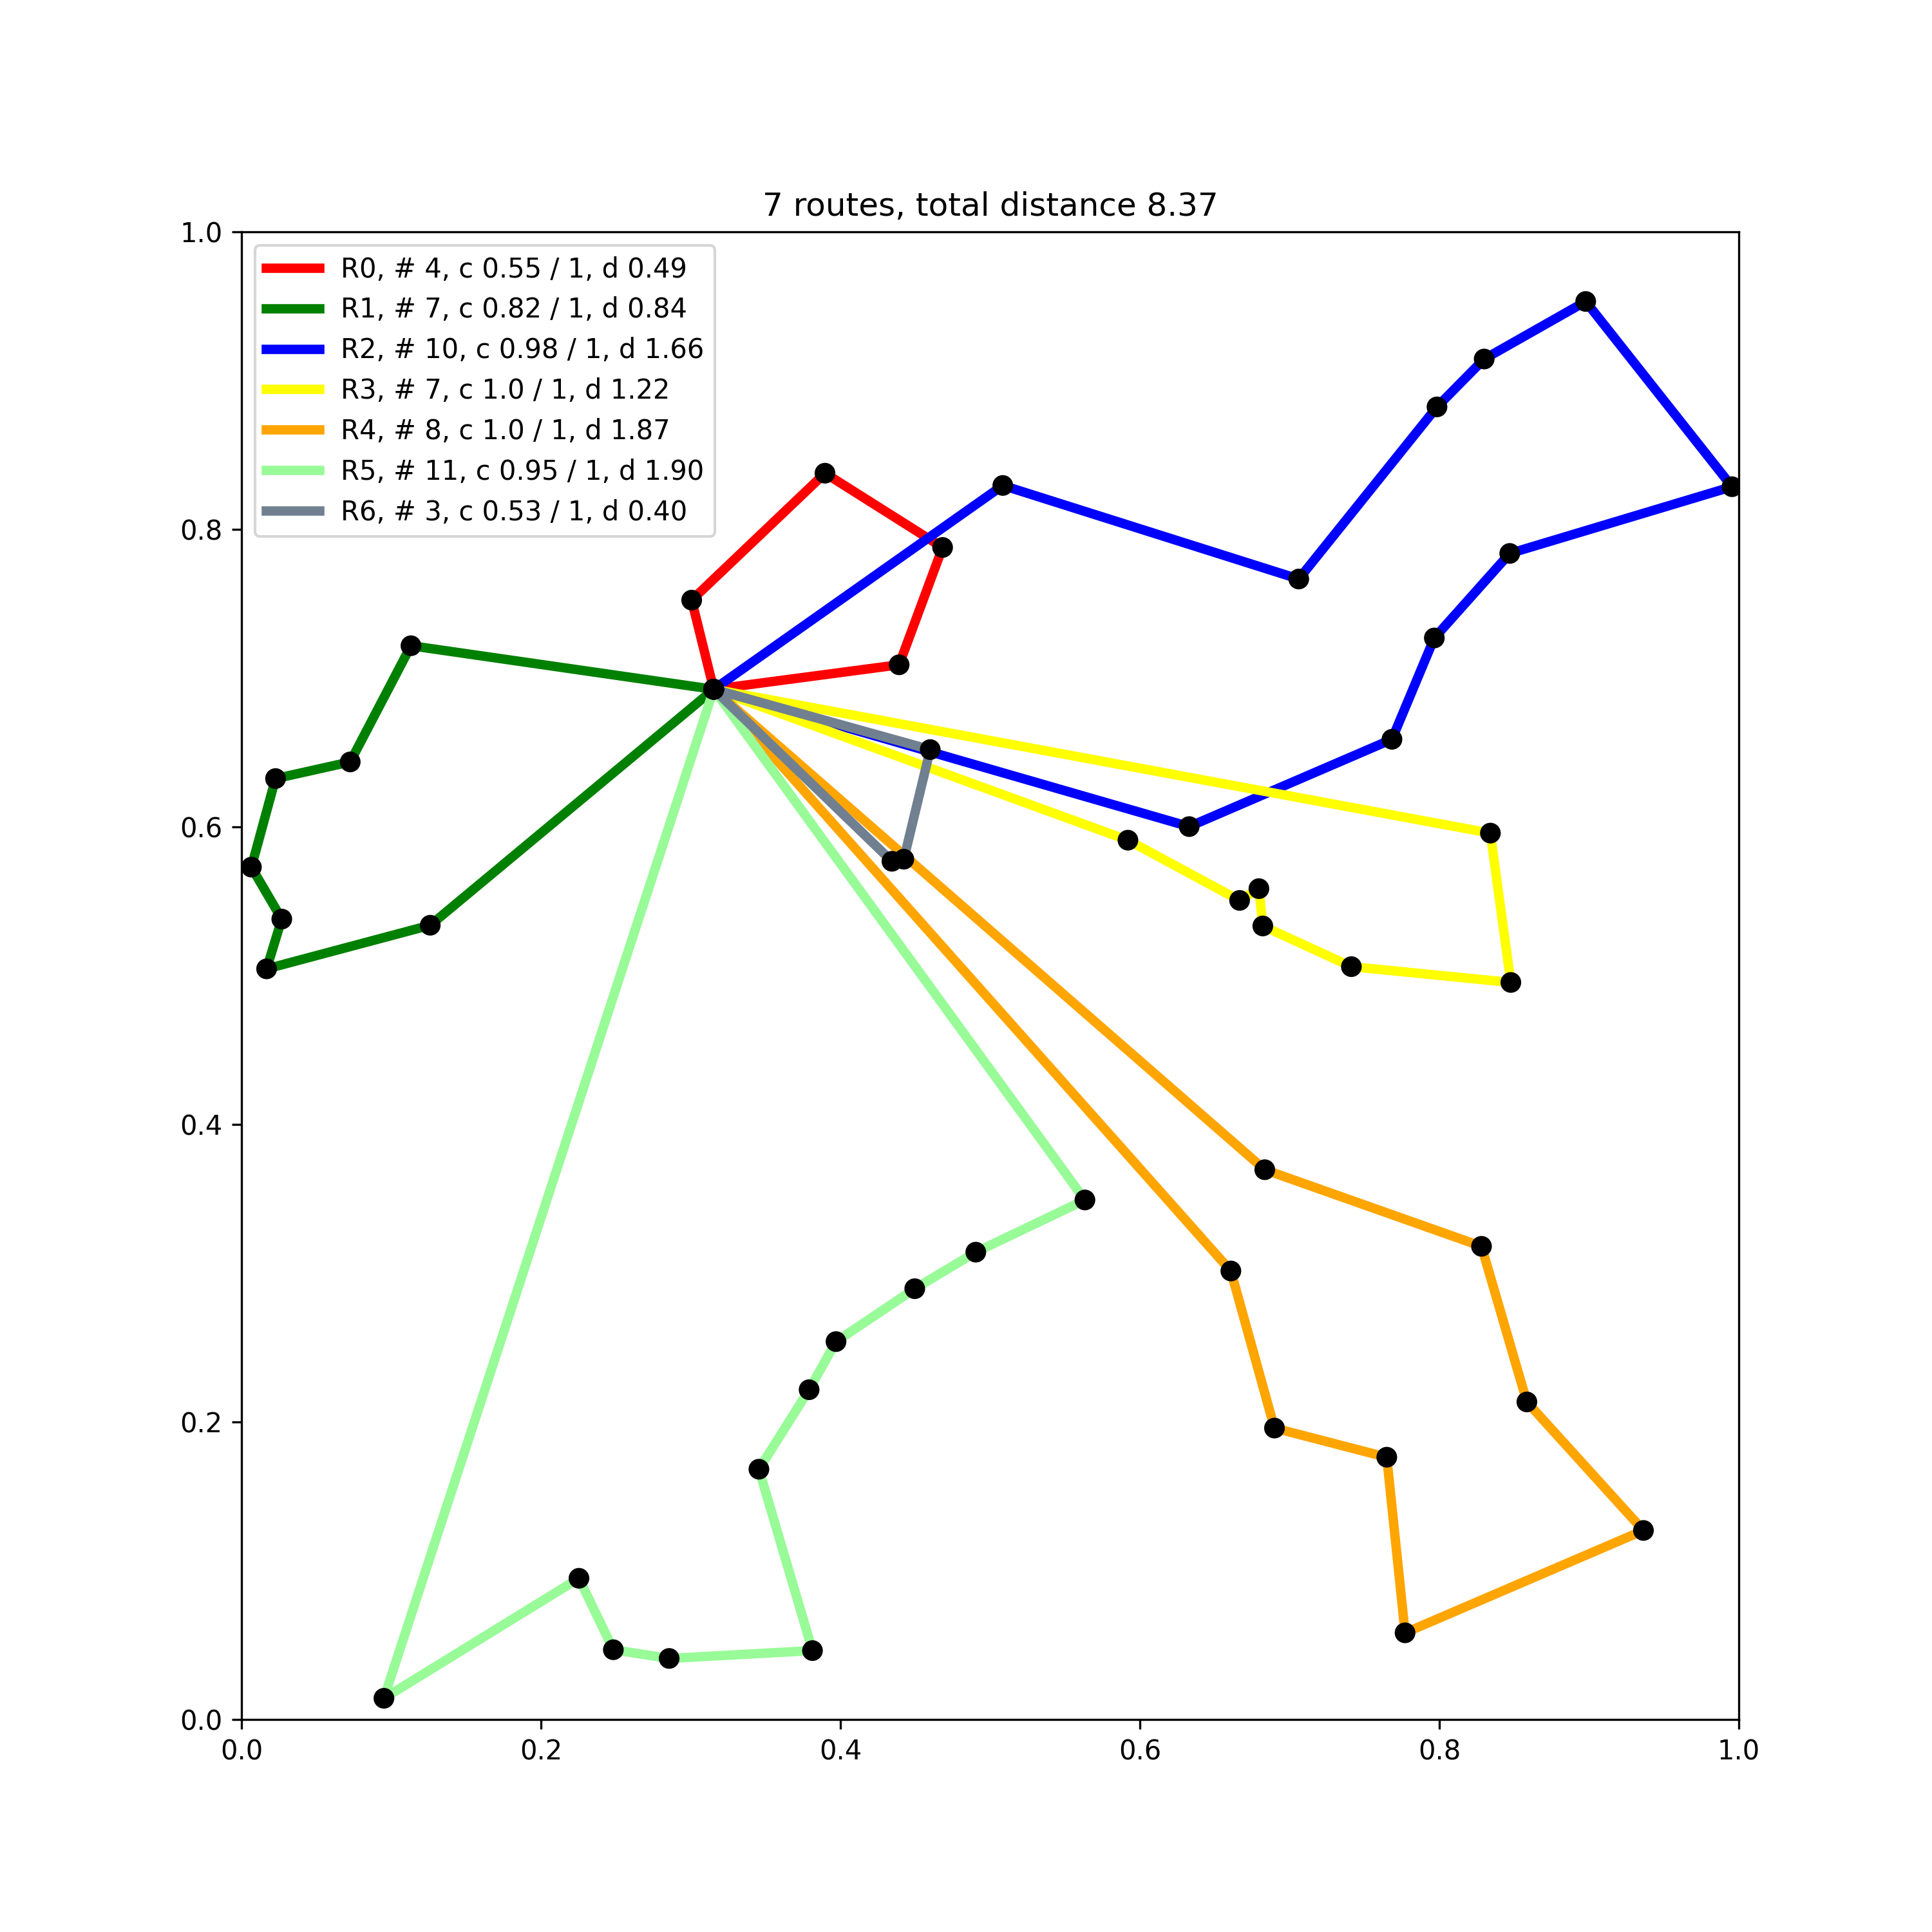 7 routes, total distance 8.37
1.0
R0, # 4, c 0.55 / 1, d 0.49
R1, # 7, c 0.82 / 1, d 0.84
R2, # 10, c 0.98 / 1, d 1.66
R3, # 7, c 1.0 / 1, d 1.22
R4, # 8, c 1.0 / 1, d 1.87
R5, # 11, c 0.95 / 1, d 1.90
R6, # 3, c 0.53 / 1, d 0.40
0.8
0.6
0.4
0.2
0.0
0.0 0.2 0.4 0.6 0.8 1.0